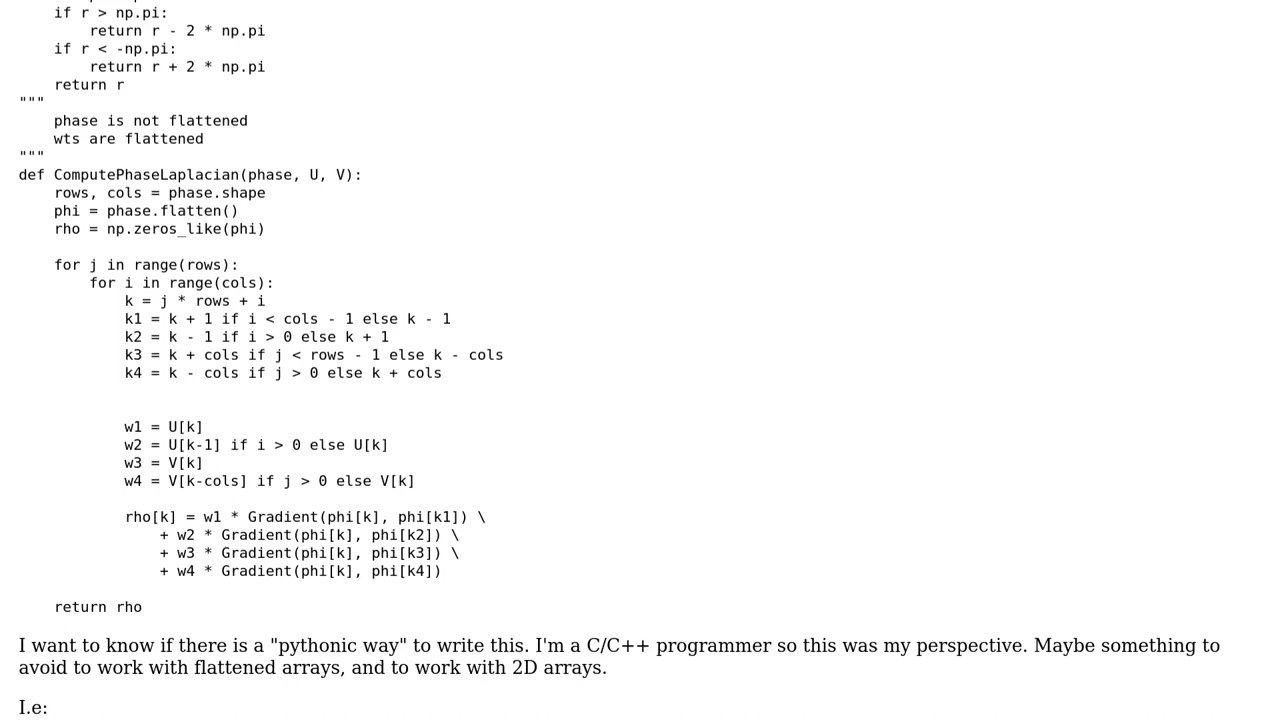 if r > np.pi:
        return r - 2 * np.pi
    if r < -np.pi:
        return r + 2 * np.pi
    return r
"""
    phase is not flattened
    wts are flattened
"""
def ComputePhaseLaplacian(phase, U, V):
    rows, cols = phase.shape
    phi = phase.flatten()
    rho = np.zeros_like(phi)

    for j in range(rows):
        for i in range(cols):
            k = j * rows + i
            k1 = k + 1 if i < cols - 1 else k - 1
            k2 = k - 1 if i > 0 else k + 1
            k3 = k + cols if j < rows - 1 else k - cols
            k4 = k - cols if j > 0 else k + cols


            w1 = U[k]
            w2 = U[k-1] if i > 0 else U[k]
            w3 = V[k]
            w4 = V[k-cols] if j > 0 else V[k]

            rho[k] = w1 * Gradient(phi[k], phi[k1]) \
                + w2 * Gradient(phi[k], phi[k2]) \
                + w3 * Gradient(phi[k], phi[k3]) \
                + w4 * Gradient(phi[k], phi[k4])

    return rho
I want to know if there is a "pythonic way" to write this. I'm a C/C++ programmer so this was my perspective. Maybe something to
avoid to work with flattened arrays, and to work with 2D arrays.
I.e: